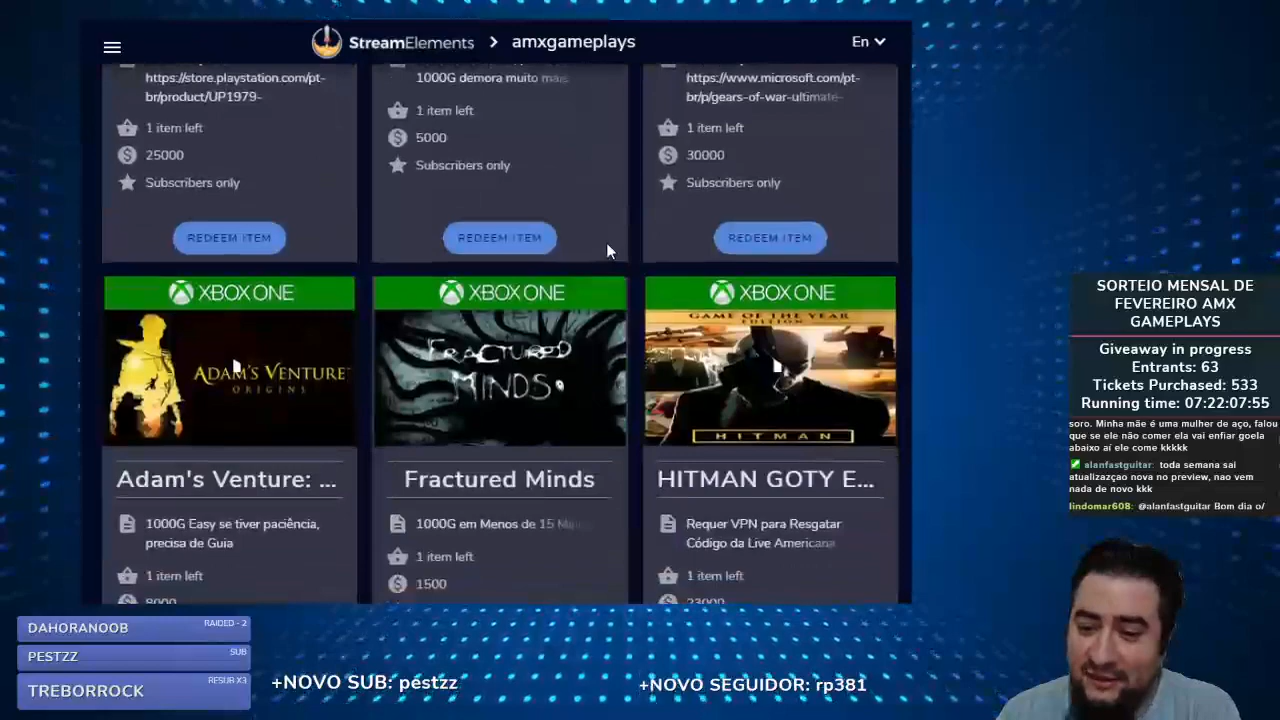 StreamElements > amxgameplays
En
https://store.playstation.com/pt-
br/product/UP1979-
1 item left
25000
Subscribers only
REDEEM ITEM
1000G demora muito mais
1 item left
5000
Subscribers only
REDEEM ITEM
https://www.microsoft.com/pt-
br/p/gears-of-war-ultimate-
1 item left
30000
Subscribers only
REDEEM ITEM
XBOX ONE
ADAM'S VENTURE
ORIGINS
Adam's Venture: ...
1000G Easy se tiver paciência,
precisa de Guia
1 item left
8000
XBOX ONE
FRACTURED
MINDS
Fractured Minds
1000G em Menos de 15
1 item left
1500
XBOX ONE
GAME OF THE YEAR
EDITION
HITMAN
HITMAN GOTY E...
Requer VPN para Resgatar
Código da Live Americana
1 item left
23000
SORTEIO MENSAL DE
FEVEREIRO AMX
GAMEPLAYS
Giveaway in progress
Entrants: 63
Tickets Purchased: 533
Running time: 07:22:07:55
soro. Minha mãe é uma mulher de aço, falou
que se ele não comer ela vai enfiar goela
abaixo aí ele come kkkkk
alanfastguitar: toda semana sai
atualizazçao nova no preview, nao vem
nada de novo kkk
lindomar608: @alanfastguitar Bom dia o/
DAHORANOOB RAIDED - 2
PESTZZ SUB
TREBORROCK RESUB X3
+NOVO SUB: pestzz
+NOVO SEGUIDOR: rp381